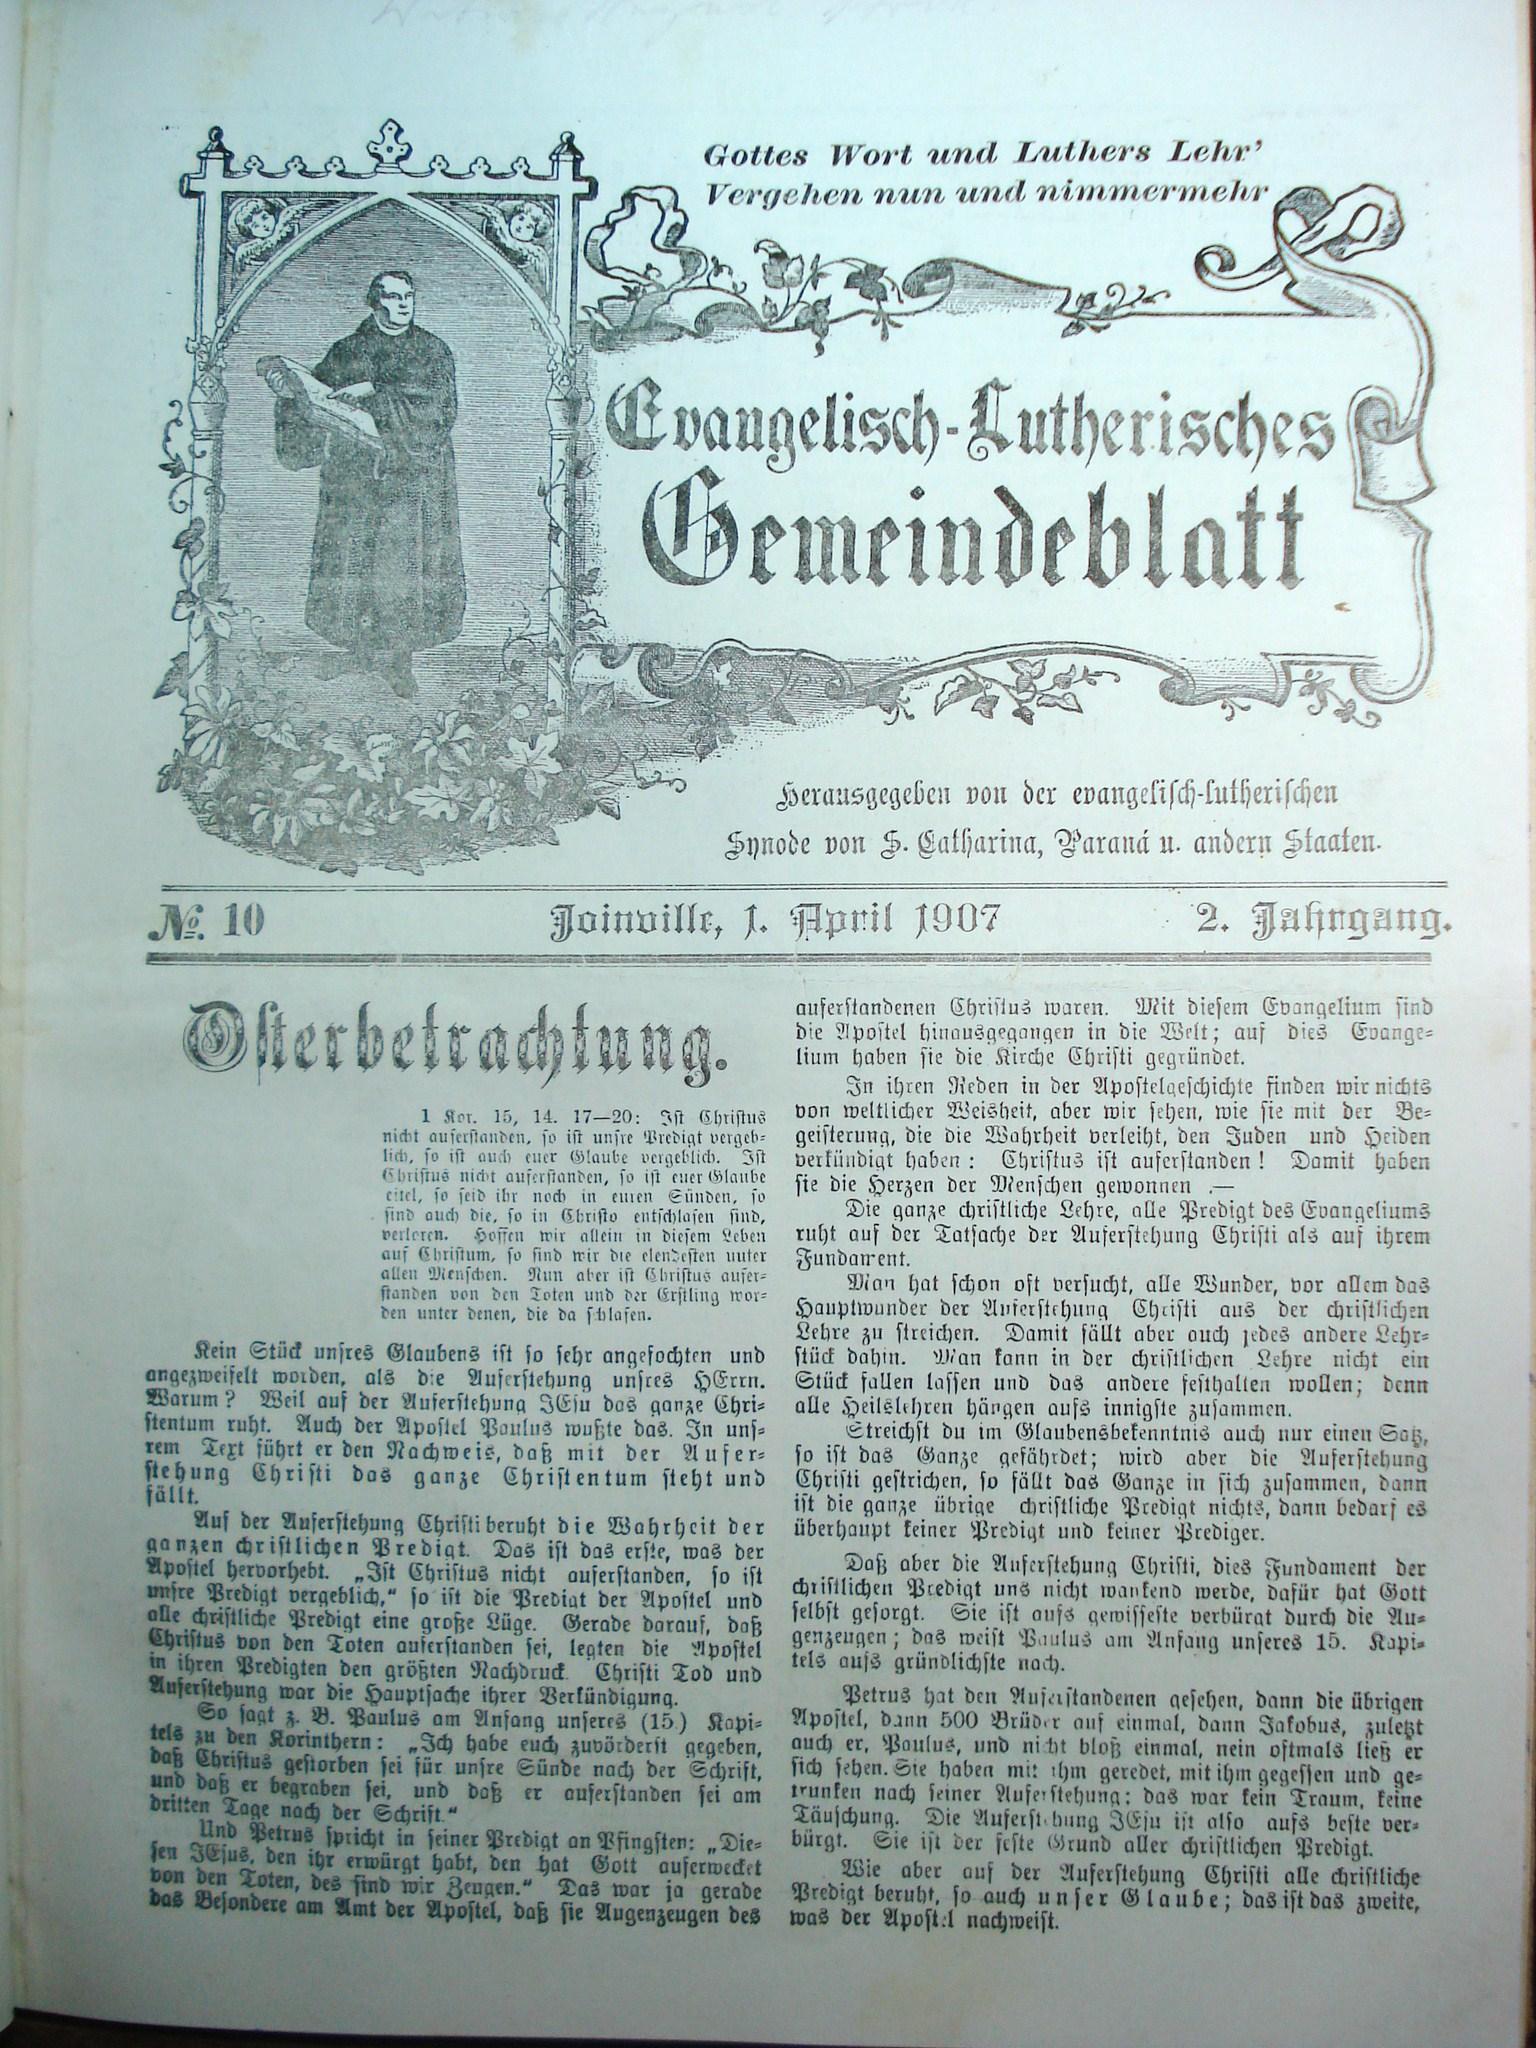 Gottes Wort und Luthers Lehr'
Vergehen nun und nimmermehr
Evangelisch-Lutherisches
Gemeindeblatt
Herausgegeben von der evangelisch-lutherischen
Synode von S. Catharina, Paraná u. andern Staaten.
No. 10 Joinville, 1. April 1907 2. Jahrgang.
Osterbetrachtung.
1 Kor. 15, 14. 17—20: Ist Christus
nicht auferstanden, so ist unsre Predigt vergeb-
lich, so ist auch euer Glaube vergeblich. Ist
Christus nicht auferstanden, so ist euer Glaube
eitel, so seid ihr noch in euren Sünden, so
sind auch die, so in Christo entschlafen sind,
verloren. Hoffen wir allein in diesem Leben
auf Christum, so sind wir die elendesten unter
allen Menschen. Nun aber ist Christus aufer-
standen von den Toten und der Erstling wor-
den unter denen, die da schlafen.
Kein Stück unsres Glaubens ist so sehr angefochten und
angezweifelt worden, als die Auferstehung unsres HErrn.
Warum? Weil auf der Auferstehung JEsu das ganze Chri-
stentum ruht. Auch der Apostel Paulus wußte das. In uns-
rem Text führt er den Nachweis, daß mit der Aufer-
stehung Christi das ganze Christentum steht und
fällt.
Auf der Auferstehung Christi beruht die Wahrheit der
ganzen christlichen Predigt. Das ist das erste, was der
Apostel hervorhebt. „Ist Christus nicht auferstanden, so ist
unsre Predigt vergeblich,“ so ist die Predigt der Apostel und
alle christliche Predigt eine große Lüge. Gerade darauf, daß
Christus von den Toten auferstanden sei, legten die Apostel
in ihren Predigten den größten Nachdruck. Christi Tod und
Auferstehung war die Hauptsache ihrer Verkündigung.
So sagt z. B. Paulus am Anfang unseres (15.) Kapi-
tels zu den Korinthern: „Ich habe euch zuvörderst gegeben,
daß Christus gestorben sei für unsre Sünde nach der Schrift,
und daß er begraben sei, und daß er auferstanden sei am
dritten Tage nach der Schrift.“
Und Petrus spricht in seiner Predigt an Pfingsten: „Die-
sen JEsus, den ihr erwürgt habt, den hat Gott auferwecket
von den Toten, des sind wir Zeugen.“ Das war ja gerade
das Besondere am Amt der Apostel, daß sie Augenzeugen des
auferstandenen Christus waren. Mit diesem Evangelium sind
die Apostel hinausgegangen in die Welt; auf dies Evange-
lium haben sie die Kirche Christi gegründet.
In ihren Reden in der Apostelgeschichte finden wir nichts
von weltlicher Weisheit, aber wir sehen, wie sie mit der Be-
geisterung, die die Wahrheit verleiht, den Juden und Heiden
verkündigt haben: Christus ist auferstanden! Damit haben
sie die Herzen der Menschen gewonnen .—
Die ganze christliche Lehre, alle Predigt des Evangeliums
ruht auf der Tatsache der Auferstehung Christi als auf ihrem
Fundament.
Man hat schon oft versucht, alle Wunder, vor allem das
Hauptwunder der Auferstehung Christi aus der christlichen
Lehre zu streichen. Damit fällt aber auch jedes andere Lehr-
stück dahin. Man kann in der christlichen Lehre nicht ein
Stück fallen lassen und das andere festhalten wollen; denn
alle Heilslehren hängen aufs innigste zusammen.
Streichst du im Glaubensbekenntnis auch nur einen Satz,
so ist das Ganze gefährdet; wird aber die Auferstehung
Christi gestrichen, so fällt das Ganze in sich zusammen, dann
ist die ganze übrige christliche Predigt nichts, dann bedarf es
überhaupt keiner Predigt und keiner Prediger.
Daß aber die Auferstehung Christi, dies Fundament der
christlichen Predigt uns nicht wankend werde, dafür hat Gott
selbst gesorgt. Sie ist aufs gewisseste verbürgt durch die Au-
genzeugen; das weist Paulus am Anfang unseres 15. Kapi-
tels aufs gründlichste nach.
Petrus hat den Auferstandenen gesehen, dann die übrigen
Apostel, dann 500 Brüder auf einmal, dann Jakobus, zuletzt
auch er, Paulus, und nicht bloß einmal, nein oftmals ließ er
sich sehen. Sie haben mit ihm geredet, mit ihm gegessen und ge-
trunken nach seiner Auferstehung: das war kein Traum, keine
Täuschung. Die Auferstehung JEsu ist also aufs beste ver-
bürgt. Sie ist der feste Grund aller christlichen Predigt.
Wie aber auf der Auferstehung Christi alle christliche
Predigt beruht, so auch unser Glaube; das ist das zweite,
was der Apostel nachweist.